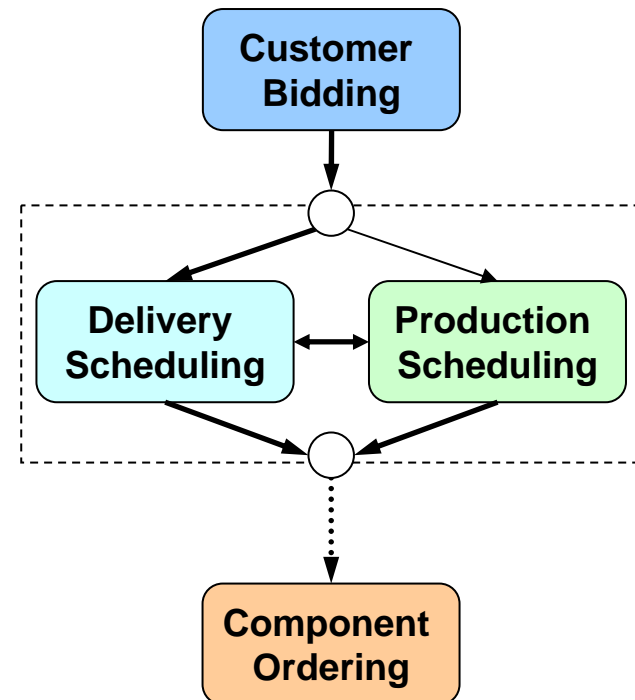 Customer
Bidding
Delivery
Scheduling
Production
Scheduling
Component
Ordering